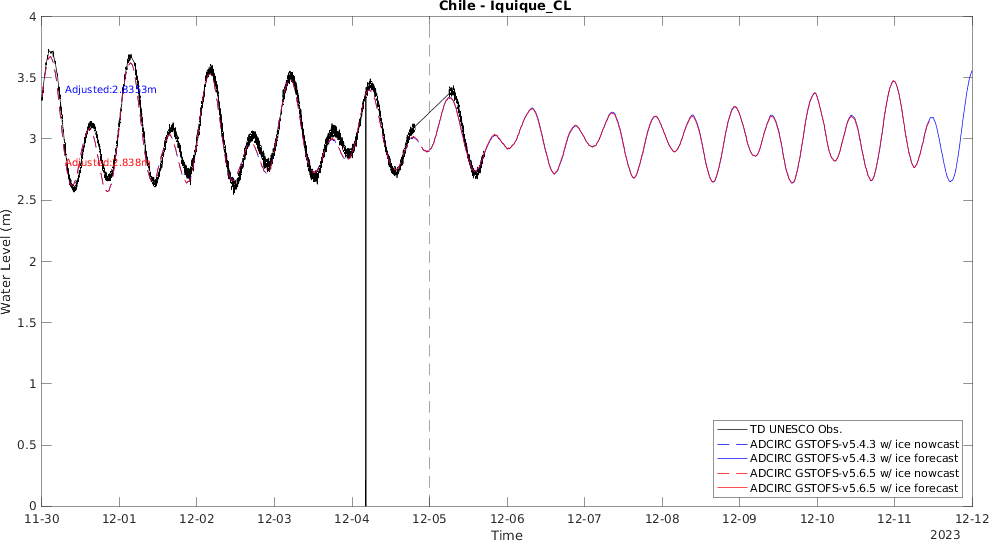 Chile - Iquique_CL
4
3.5
3
2.5
2
1.5
1
0.5
0
Water Level (m)
Adjusted:2.8353m
Adjusted:2.838m
TD UNESCO Obs.
ADCIRC GSTOFS-v5.4.3 w/ ice nowcast
ADCIRC GSTOFS-v5.4.3 w/ ice forecast
ADCIRC GSTOFS-v5.6.5 w/ ice nowcast
ADCIRC GSTOFS-v5.6.5 w/ ice forecast
11-30 12-01 12-02 12-03 12-04 12-05 12-06 12-07 12-08 12-09 12-10 12-11 12-12
Time
2023